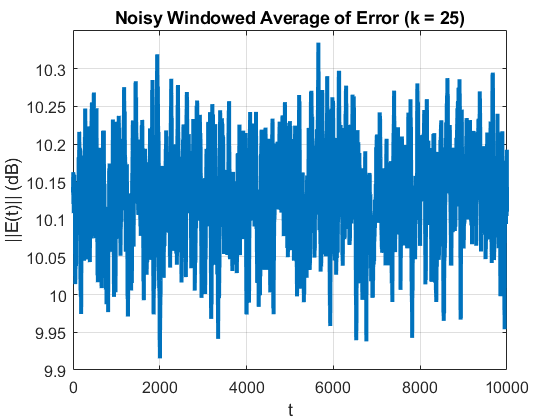 Noisy Windowed Average of Error (k = 25)
||E(t)|| (dB)
10.3
10.25
10.2
10.15
10.1
10.05
10
9.95
9.9
0 2000 4000 6000 8000 10000
t